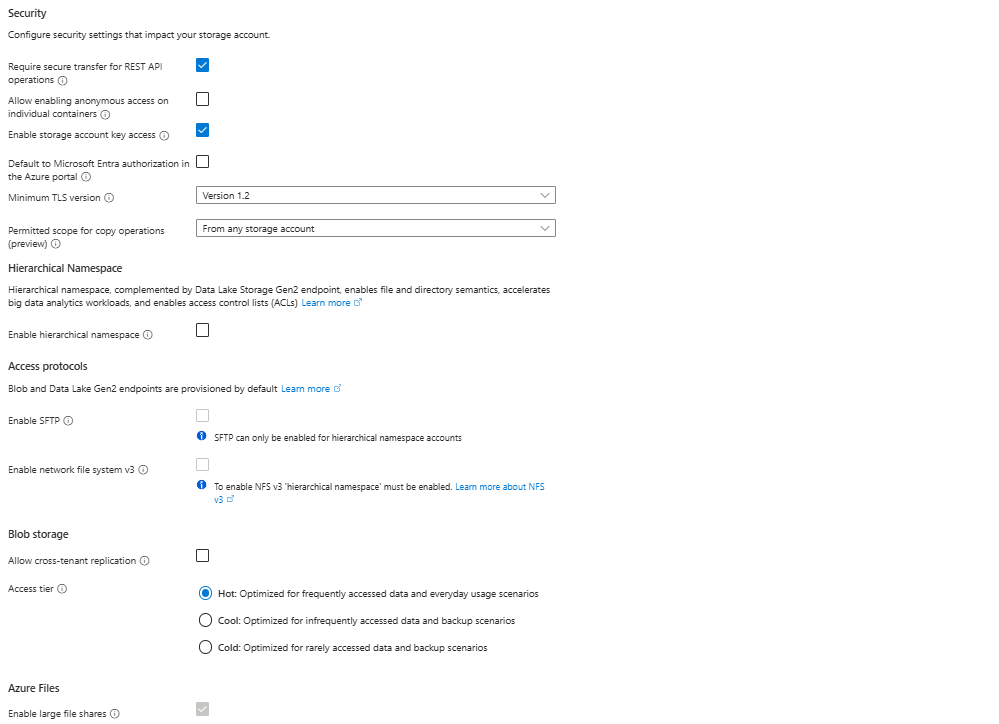 Security
Configure security settings that impact your storage account.
Require secure transfer for REST API
operations
Allow enabling anonymous access on
individual containers
Enable storage account key access
Default to Microsoft Entra authorization in
the Azure portal
Minimum TLS version
Version 1.2
Permitted scope for copy operations
(preview)
From any storage account
Hierarchical Namespace
Hierarchical namespace, complemented by Data Lake Storage Gen2 endpoint, enables file and directory semantics, accelerates
big data analytics workloads, and enables access control lists (ACLs) Learn more
Enable hierarchical namespace
Access protocols
Blob and Data Lake Gen2 endpoints are provisioned by default Learn more
Enable SFTP
SFTP can only be enabled for hierarchical namespace accounts
Enable network file system v3
To enable NFS v3 'hierarchical namespace' must be enabled. Learn more about NFS
v3
Blob storage
Allow cross-tenant replication
Access tier
Hot: Optimized for frequently accessed data and everyday usage scenarios
Cool: Optimized for infrequently accessed data and backup scenarios
Cold: Optimized for rarely accessed data and backup scenarios
Azure Files
Enable large file shares